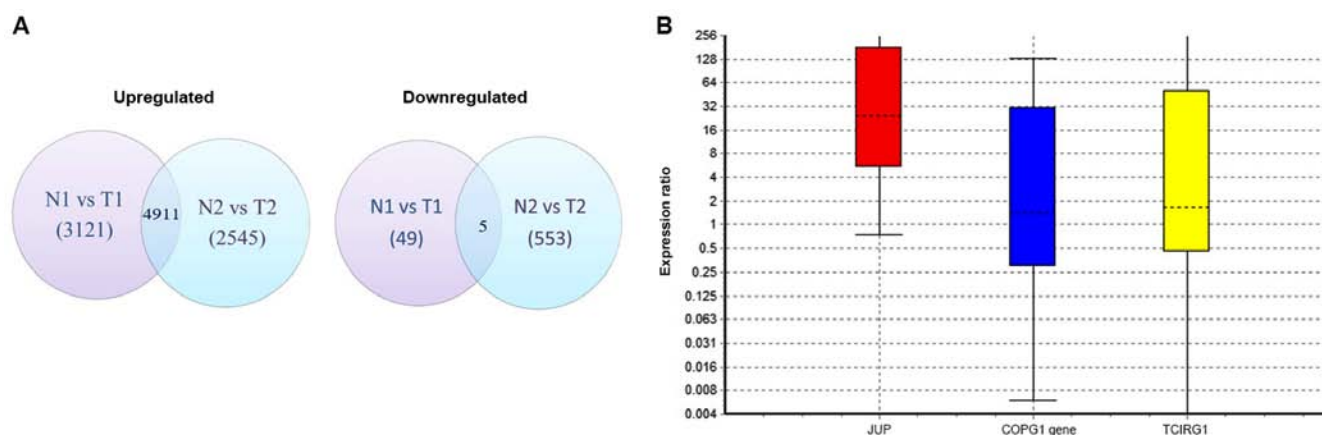 A
Upregulated
N1 vs T1
(3121)
4911
N2 vs T2
(2545)
Downregulated
N1 vs T1
(49)
5
N2 vs T2
(553)
B
Expression ratio
256
128
64
32
16
8
4
2
1
0.5
0.25
0.125
0.063
0.031
0.016
0.008
0.004
JUP
COPG1 gene
TCIRG1